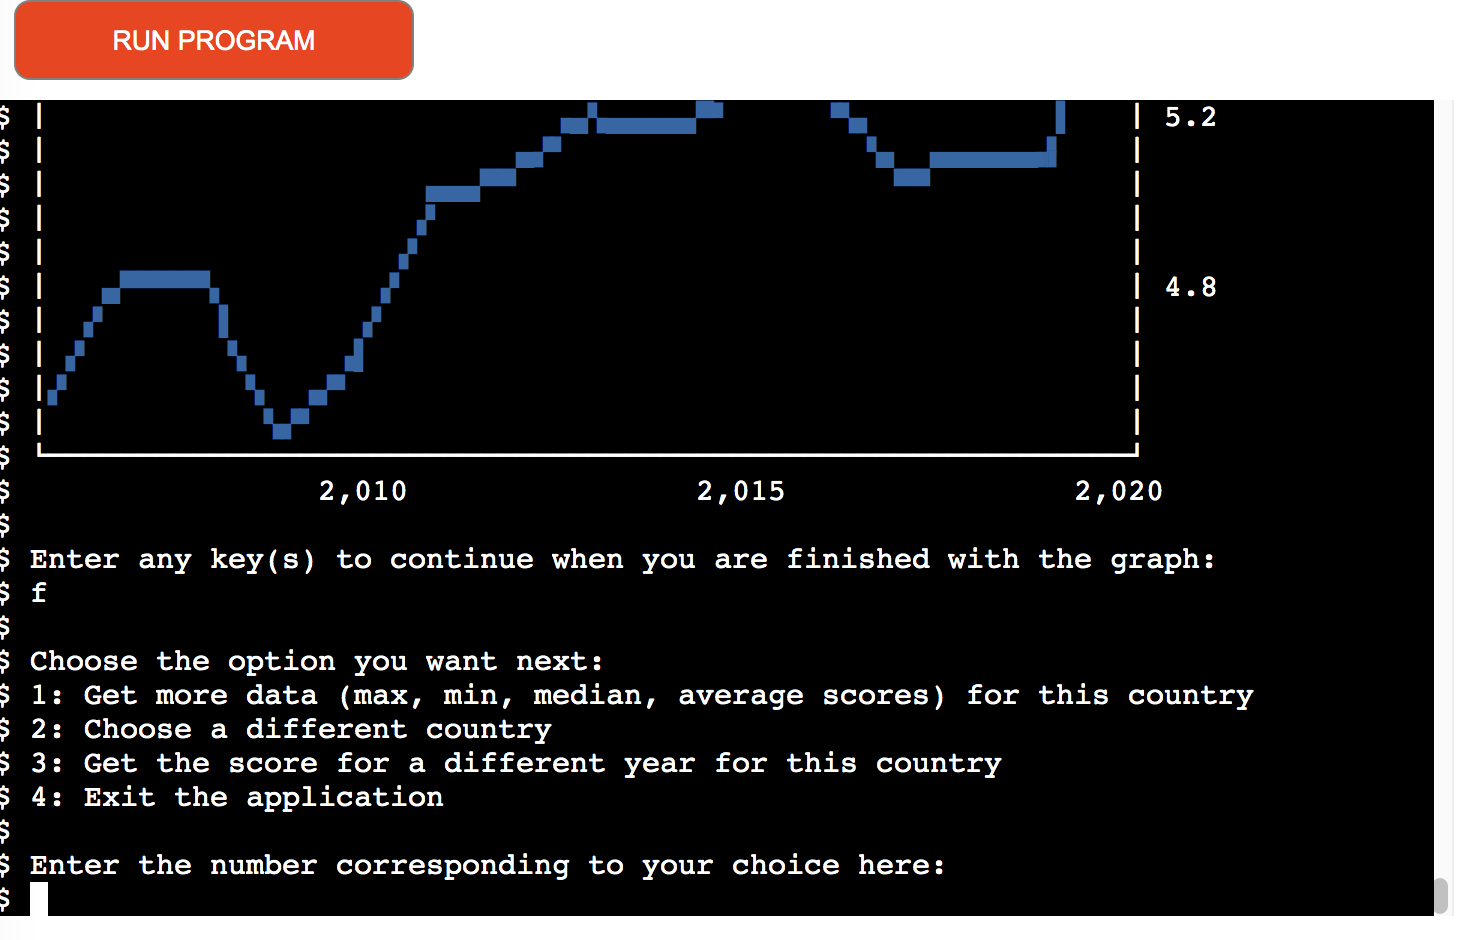 RUN PROGRAM
$ | | 5.2
$ | |
$ | |
$ | |
$ | |
$ | | 4.8
$ | |
$ | |
$ | |
$ | |
$
$ 2,010 2,015 2,020
$
$ Enter any key(s) to continue when you are finished with the graph:
$ f
$
$ Choose the option you want next:
$ 1: Get more data (max, min, median, average scores) for this country
$ 2: Choose a different country
$ 3: Get the score for a different year for this country
$ 4: Exit the application
$
$ Enter the number corresponding to your choice here:
$